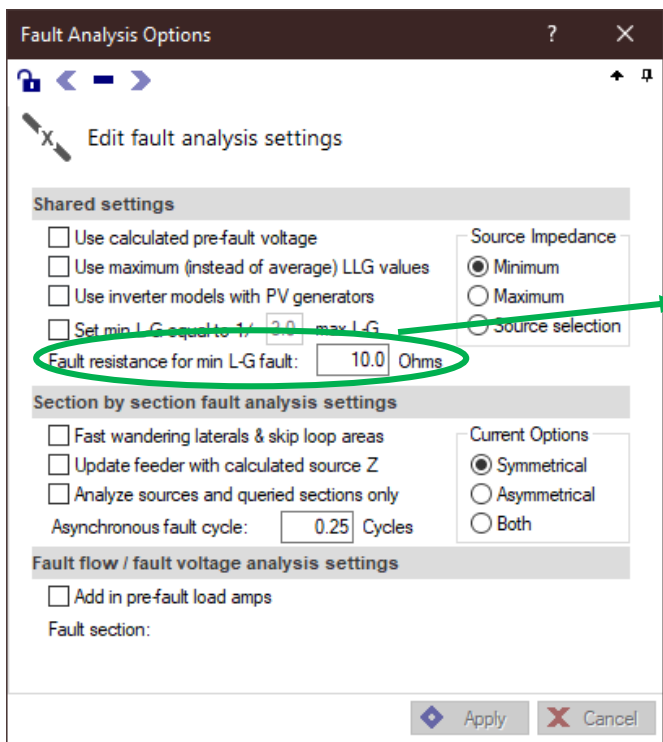 Fault Analysis Options ? X
X Edit fault analysis settings
Shared settings
Use calculated pre-fault voltage
Use maximum (instead of average) LLG values
Use inverter models with PV generators
Set min L-G equal to 1/ 3.0 max L-G
Fault resistance for min L-G fault: 10.0 Ohms
Source Impedance
Minimum
Maximum
Source selection
Section by section fault analysis settings
Fast wandering laterals & skip loop areas
Update feeder with calculated source Z
Analyze sources and queried sections only
Asynchronous fault cycle: 0.25 Cycles
Current Options
Symmetrical
Asymmetrical
Both
Fault flow / fault voltage analysis settings
Add in pre-fault load amps
Fault section:
Apply X Cancel